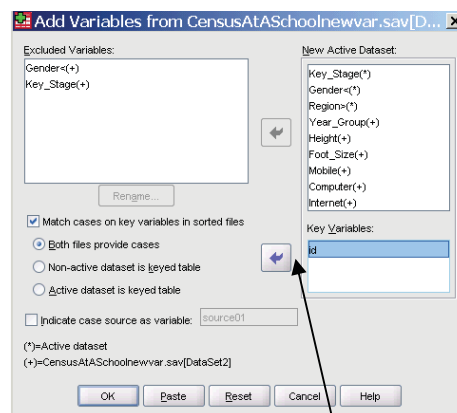 Add Variables from CensusAtASchoolnewvar.sav[D... X
Excluded Variables:
Gender<(+)
Key_Stage(+)
Rename...
Match cases on key variables in sorted files
Both files provide cases
Non-active dataset is keyed table
Active dataset is keyed table
Indicate case source as variable: source01
(*)=Active dataset
(+)=CensusAtASchoolnewvar.sav[DataSet2]
New Active Dataset:
Key_Stage(*)
Gender<(*)
Region>(*)
Year_Group(+)
Height(+)
Foot_Size(+)
Mobile(+)
Computer(+)
Internet(+)
Key Variables:
id
OK Paste Reset Cancel Help